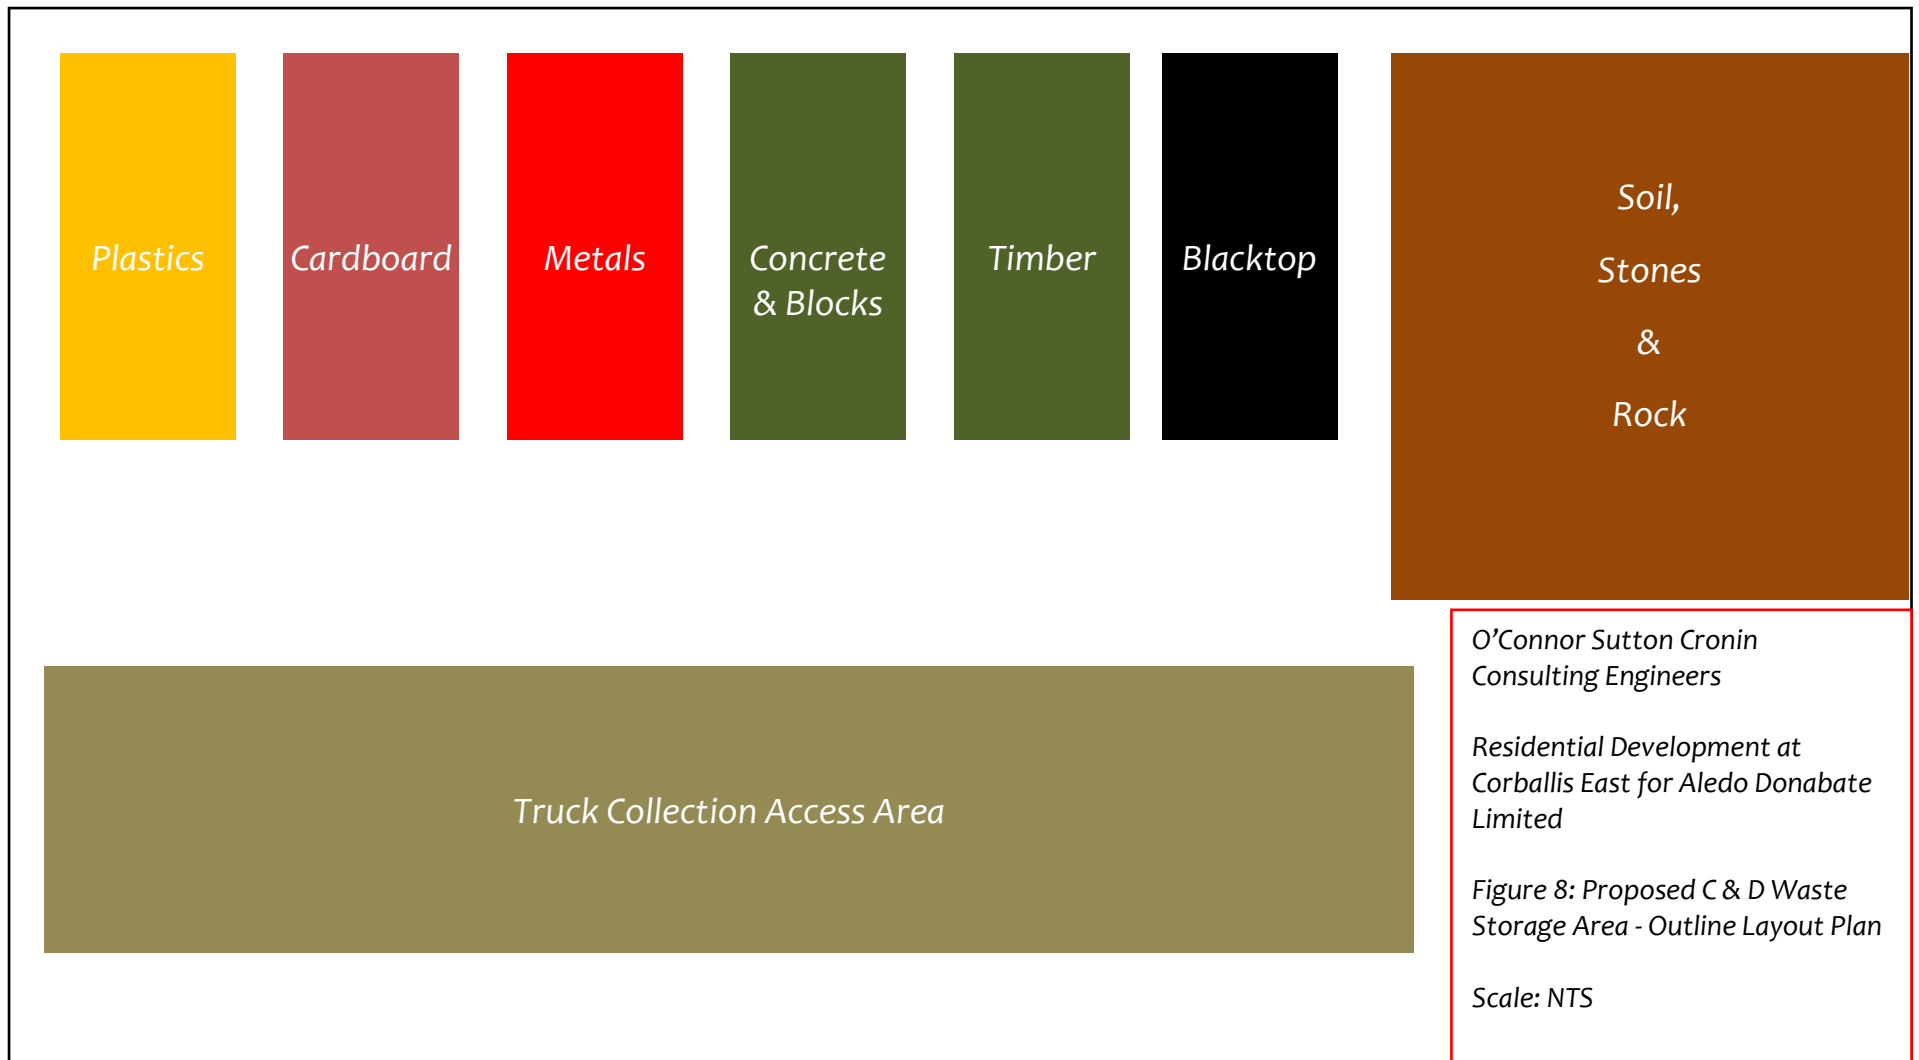 Plastics
Cardboard
Metals
Concrete
& Blocks
Timber
Blacktop
Soil,
Stones
&
Rock
Truck Collection Access Area
O’Connor Sutton Cronin
Consulting Engineers
Residential Development at
Corballis East for Aledo Donabate
Limited
Figure 8: Proposed C & D Waste
Storage Area - Outline Layout Plan
Scale: NTS